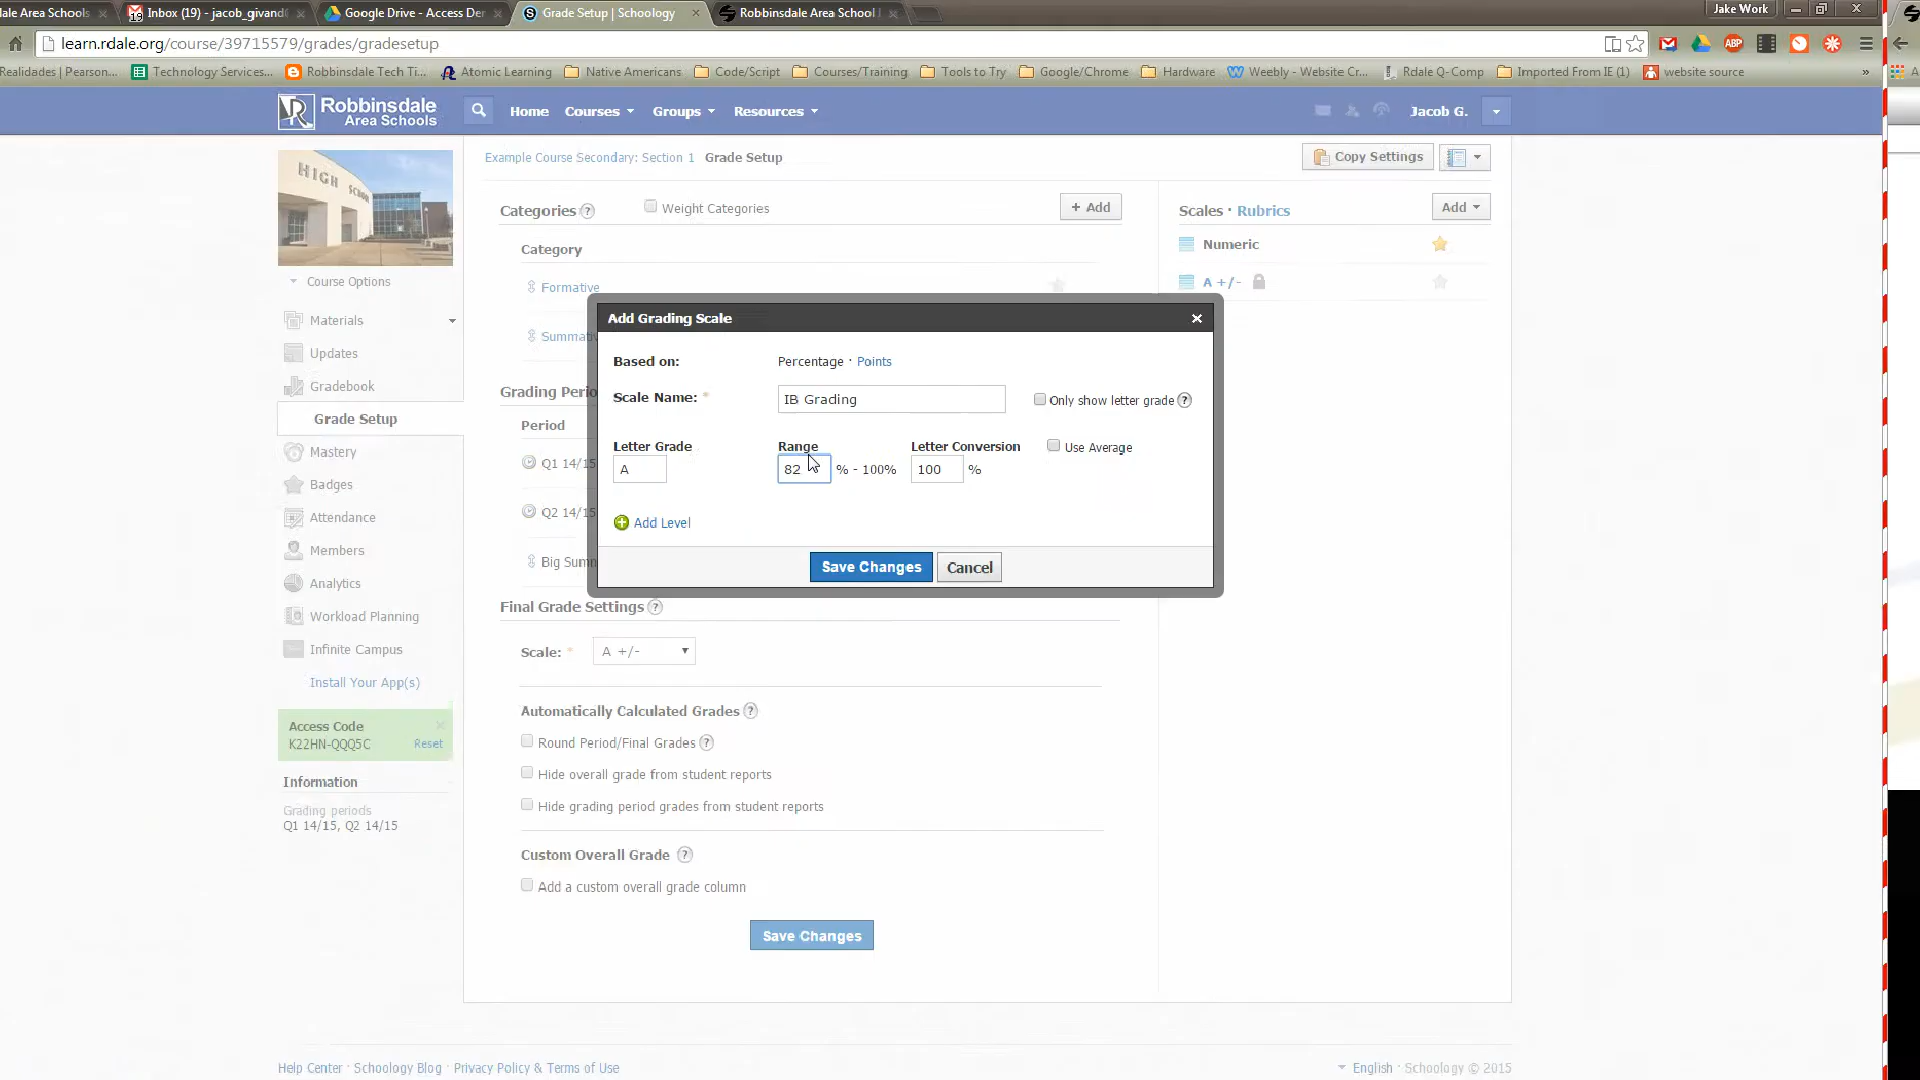 dale Area Schools
Inbox (19) - jacob_givand
Google Drive - Access Der
Grade Setup | Schoology
Robbinsdale Area School
Jake Work
learn.rdale.org/course/39715579/grades/gradesetup
ABP
Realidades | Pearson...
Technology Services...
Robbinsdale Tech Ti...
Atomic Learning
Native Americans
Code/Script
Courses/Training
Tools to Try
Google/Chrome
Hardware
Weebly - Website Cr...
Rdale Q-Comp
Imported From IE (1)
website source
»
Robbinsdale
Area Schools
Home
Courses
Groups
Resources
Jacob G.
Example Course Secondary: Section 1
Grade Setup
Copy Settings
HIGH SCHOOL
Course Options
Materials
Updates
Gradebook
Grade Setup
Mastery
Badges
Attendance
Members
Analytics
Workload Planning
Infinite Campus
Install Your App(s)
Access Code
K22HN-QQQ5C
Reset
Information
Grading periods
Q1 14/15, Q2 14/15
Categories ?
Weight Categories
+ Add
Category
Formative
Summati
Grading Perio
Period
Q1 14/15
Q2 14/15
Big Summ
Scales · Rubrics
Add
Numeric
A +/-
Add Grading Scale
×
Based on:
Percentage · Points
Scale Name: *
IB Grading
Only show letter grade ?
Letter Grade
Range
Letter Conversion
Use Average
A
82
% - 100%
100
%
Add Level
Save Changes
Cancel
Final Grade Settings ?
Scale: *
A +/-
Automatically Calculated Grades ?
Round Period/Final Grades ?
Hide overall grade from student reports
Hide grading period grades from student reports
Custom Overall Grade ?
Add a custom overall grade column
Save Changes
Help Center · Schoology Blog · Privacy Policy & Terms of Use
English · Schoology © 2015